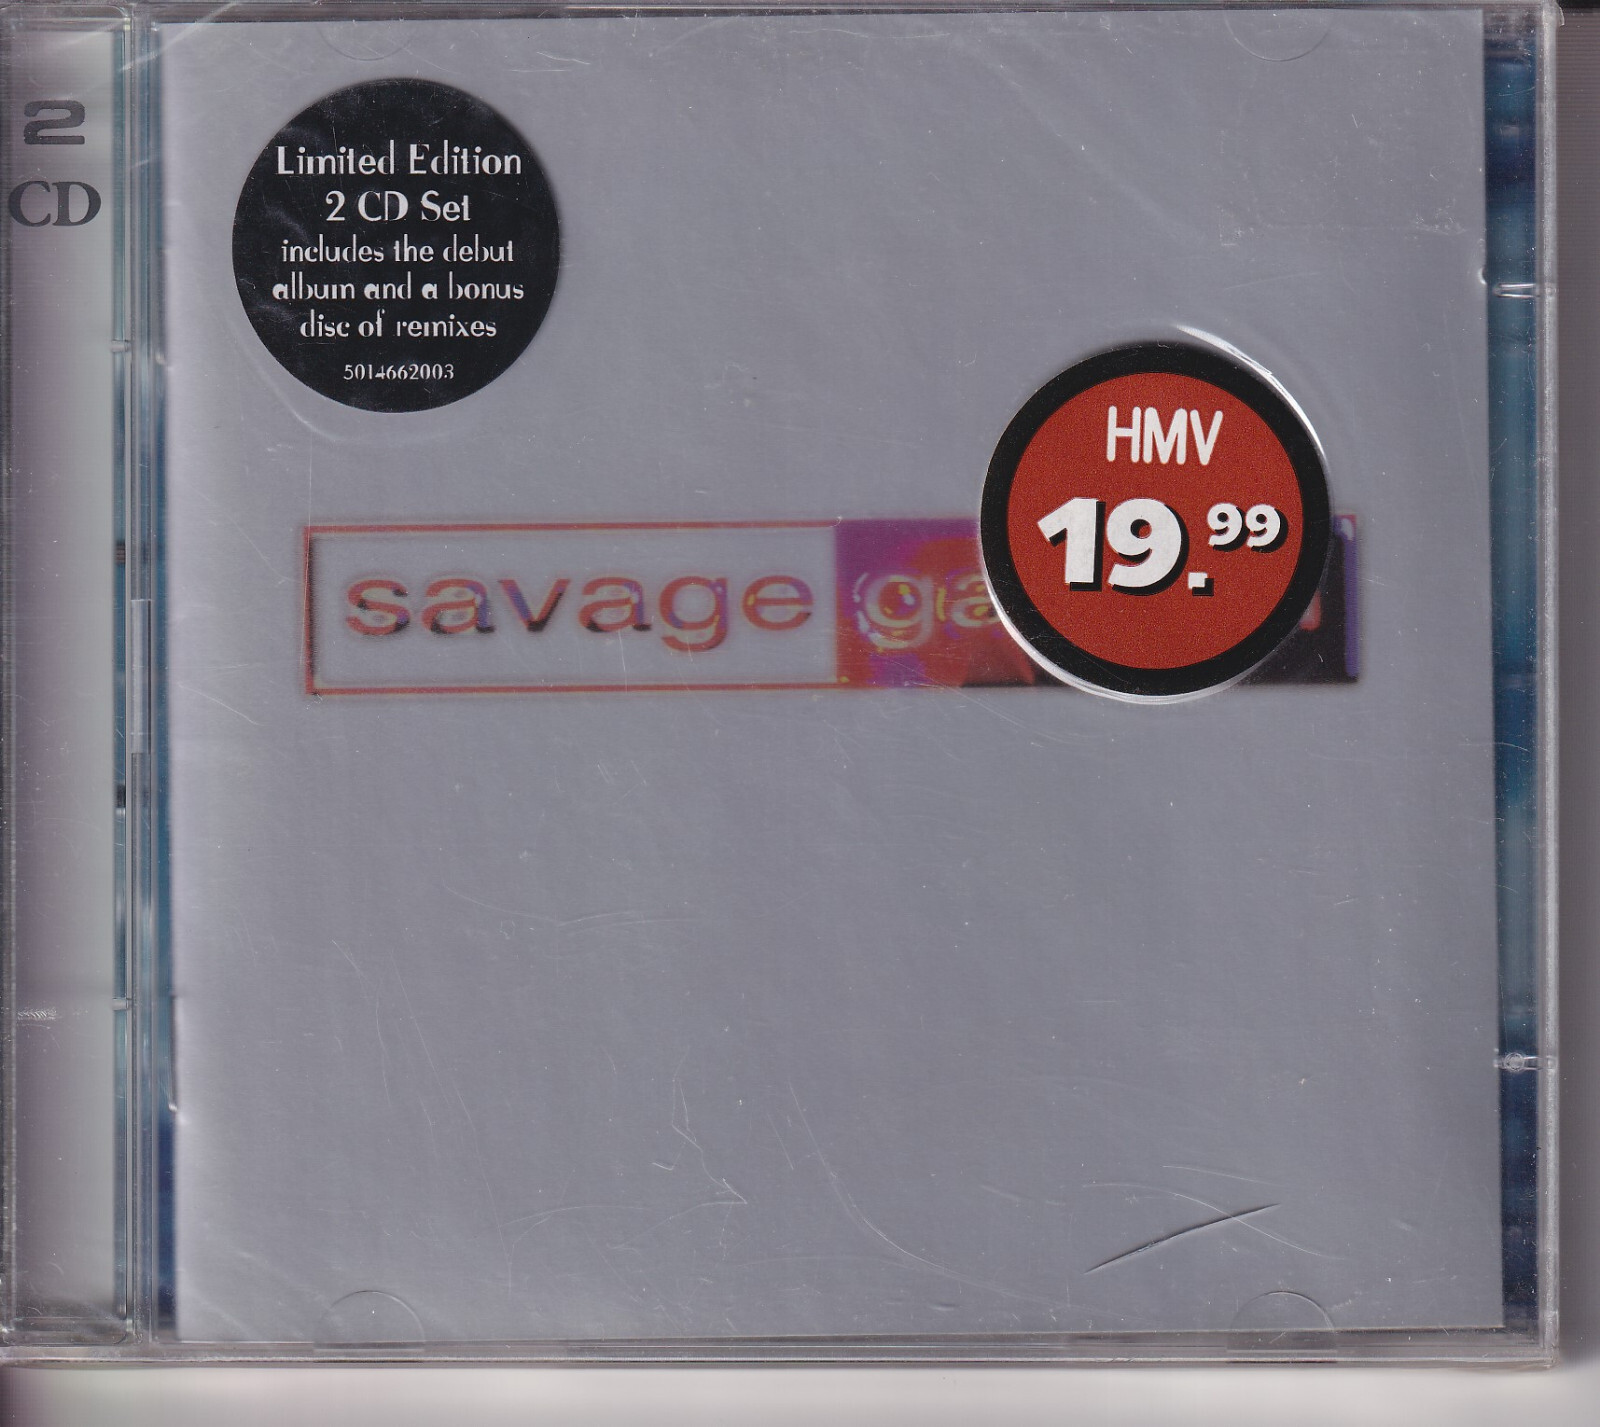 2
CD
Limited Edition
2 CD Set
includes the debut
album and a bonus
disc of remixes
5014662003
HMV
19.99
savage